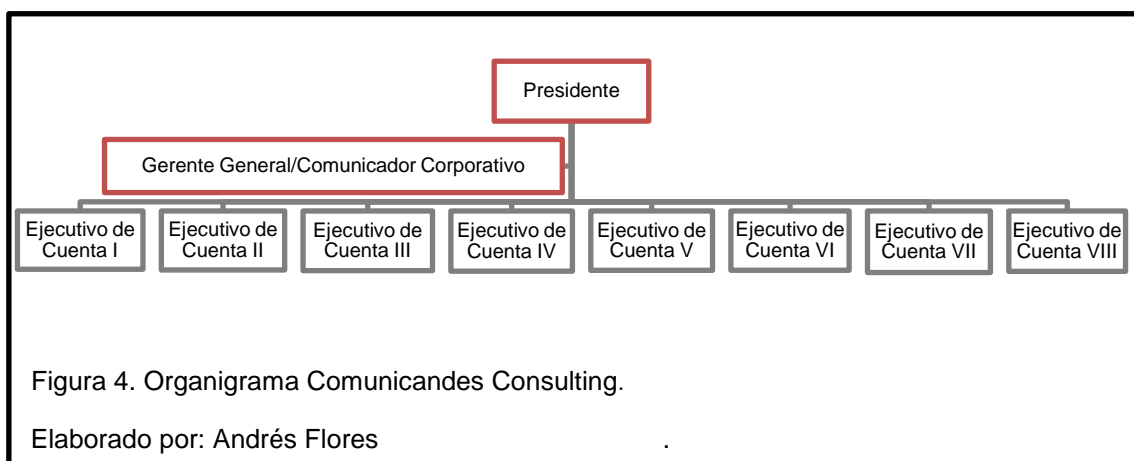 Presidente
Gerente General/Comunicador Corporativo
Ejecutivo de
Cuenta I
Ejecutivo de
Cuenta II
Ejecutivo de
Cuenta III
Ejecutivo de
Cuenta IV
Ejecutivo de
Cuenta V
Ejecutivo de
Cuenta VI
Ejecutivo de
Cuenta VII
Ejecutivo de
Cuenta VIII
Figura 4. Organigrama Comunicandes Consulting.
Elaborado por: Andrés Flores .